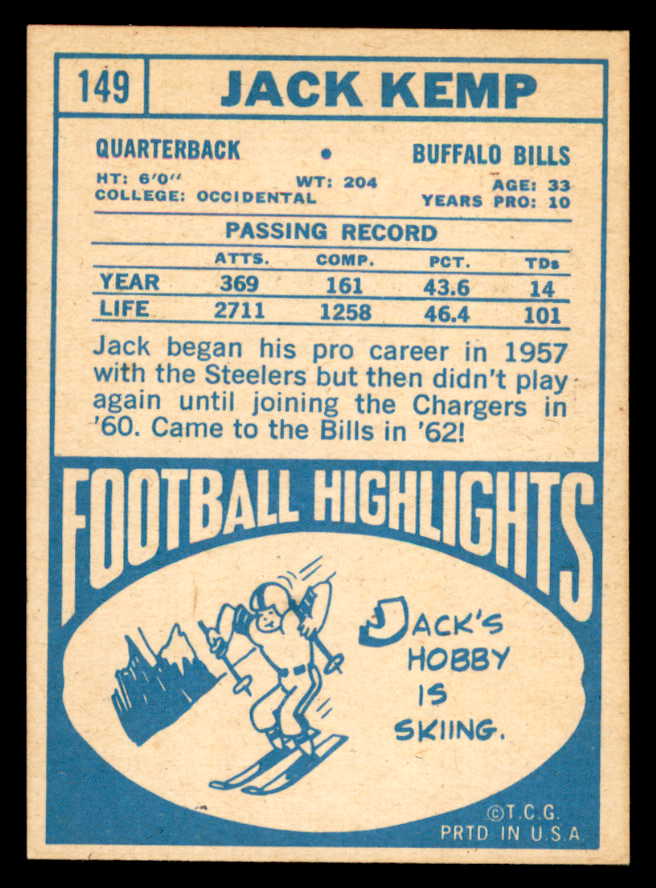 149 JACK KEMP
QUARTERBACK • BUFFALO BILLS
HT: 6'0" WT: 204 AGE: 33
COLLEGE: OCCIDENTAL YEARS PRO: 10
PASSING RECORD
ATTS. COMP. PCT. TDs
YEAR 369 161 43.6 14
LIFE 2711 1258 46.4 101
Jack began his pro career in 1957
with the Steelers but then didn't play
again until joining the Chargers in
'60. Came to the Bills in '62!
FOOTBALL HIGHLIGHTS
JACK'S
HOBBY
IS
SKIING.
©T.C.G.
PRTD IN U.S.A.